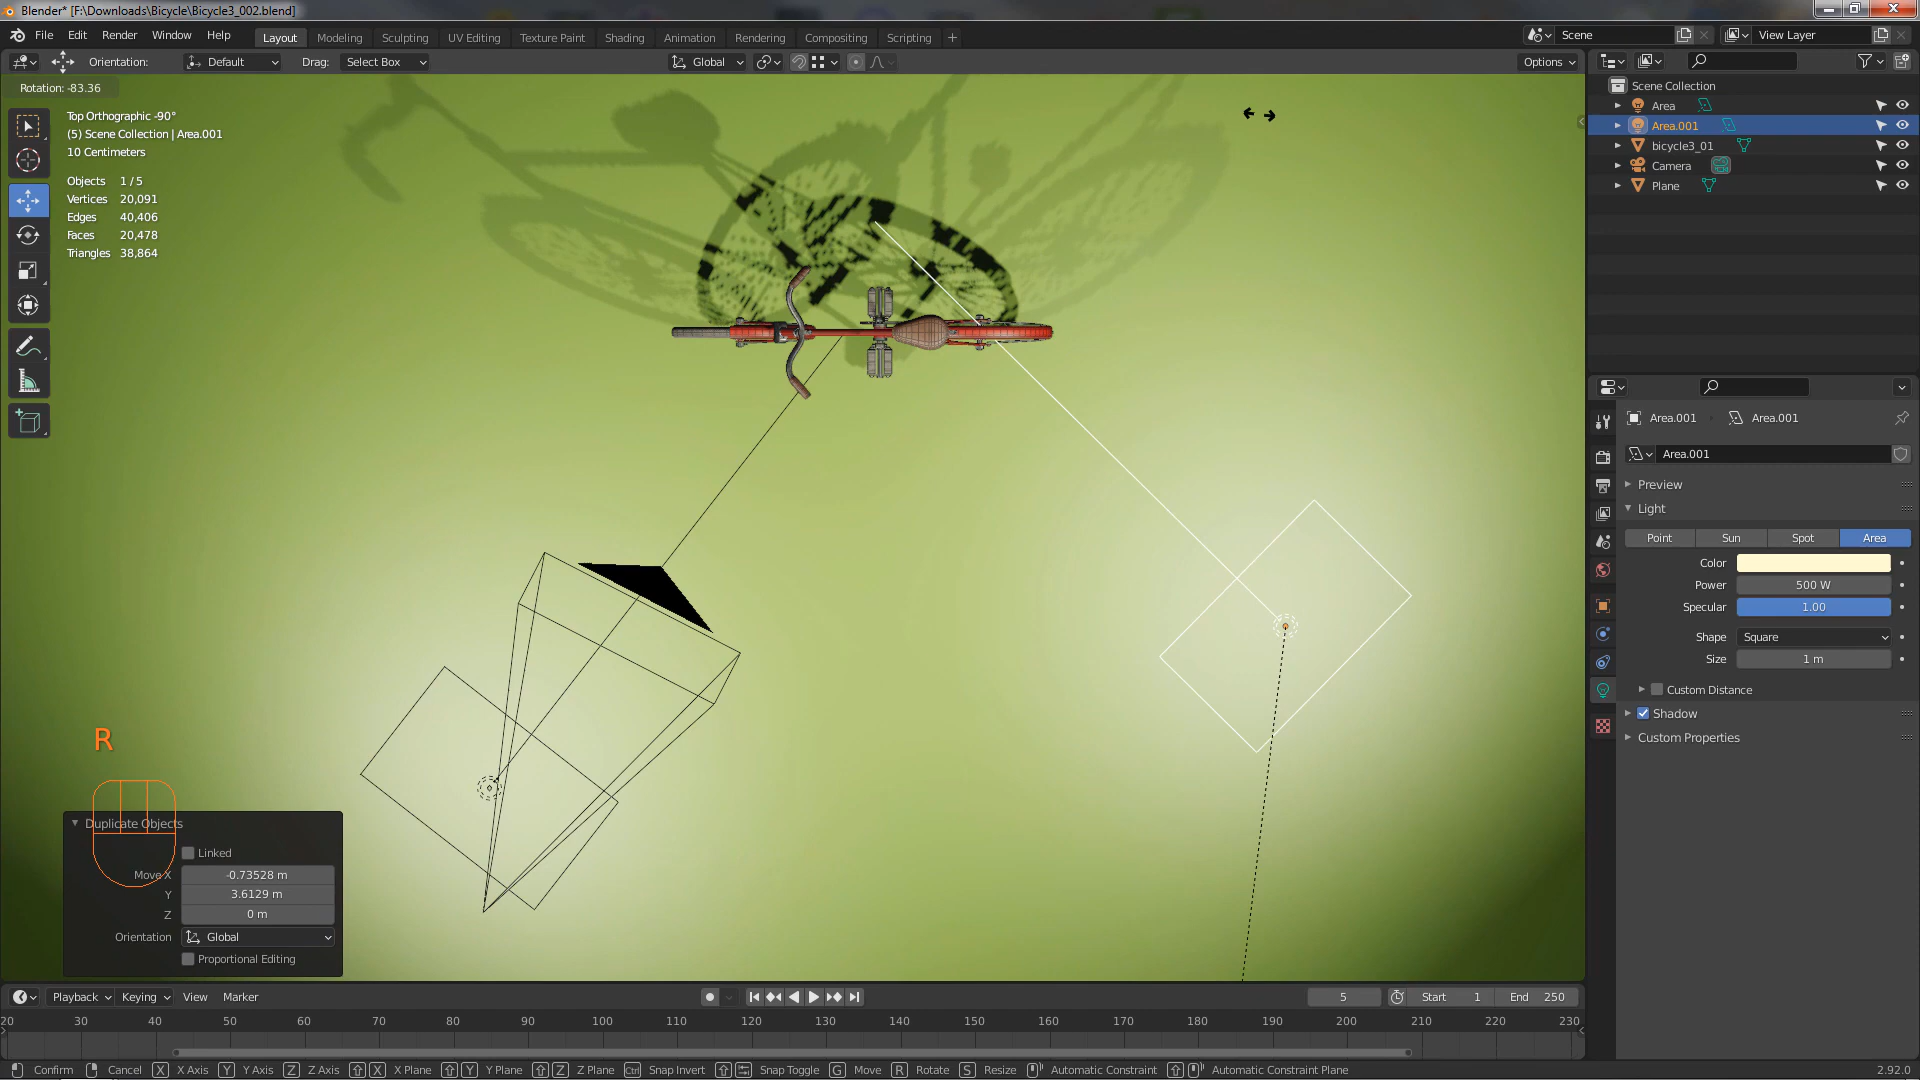 Blender* [F:\Downloads\Bicycle\Bicycle3_002.blend]
File Edit Render Window Help
Layout Modeling Sculpting UV Editing Texture Paint Shading Animation Rendering Compositing Scripting +
Scene
View Layer
Orientation: Default Drag: Select Box
Global
Options
Rotation: -83.36
Top Orthographic -90°
(5) Scene Collection | Area.001
10 Centimeters
Objects 1 / 5
Vertices 20,091
Edges 40,406
Faces 20,478
Triangles 38,864
R
Duplicate Objects
Linked
Move X -0.73528 m
Y 3.6129 m
Z 0 m
Orientation Global
Proportional Editing
Scene Collection
Area
Area.001
bicycle3_01
Camera
Plane
Area.001 Area.001
Area.001
Preview
Light
Point Sun Spot Area
Color
Power 500 W
Specular 1.00
Shape Square
Size 1 m
Custom Distance
Shadow
Custom Properties
Playback Keying View Marker
5 Start 1 End 250
20 30 40 50 60 70 80 90 100 110 120 130 140 150 160 170 180 190 200 210 220 230
Confirm Cancel X X Axis Y Y Axis Z Z Axis X X Plane Y Y Plane Z Z Plane Ctrl Snap Invert Snap Toggle G Move R Rotate S Resize Automatic Constraint Automatic Constraint Plane 2.92.0